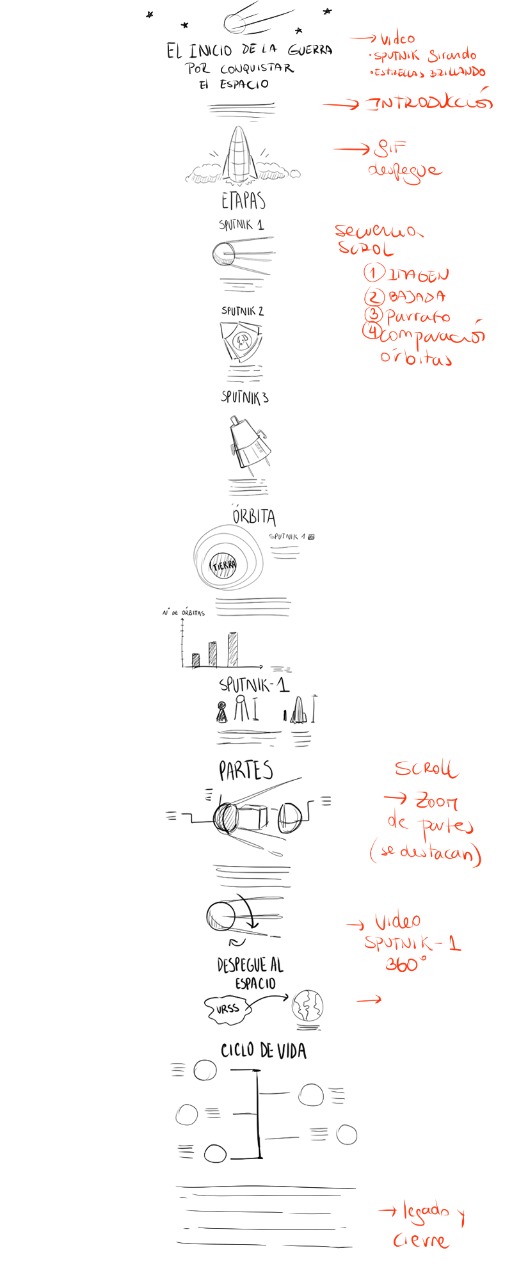 EL INICIO DE LA GUERRA
POR CONQUISTAR
EL ESPACIO
→ Video
• SPUTNIK Girando
• ESTRELLAS BRILLANDO
→ INTRODUCCIÓN
→ GIF
despegue
ETAPAS
SPUTNIK 1
Secuencia
SCROL
① IMAGEN
② BAJADA
③ Parrafo
④ comparación
órbitas
SPUTNIK 2
SPUTNIK 3
ÓRBITA
SPUTNIK 1
TIERRA
N° DE ÓRBITAS
SPUTNIK-1
PARTES
SCROLL
→ ZOOM
de partes
(se destacan)
→ Video
SPUTNIK-1
360°
DESPEGUE AL
ESPACIO
URSS
→
CICLO DE VIDA
→ legado y
cierre